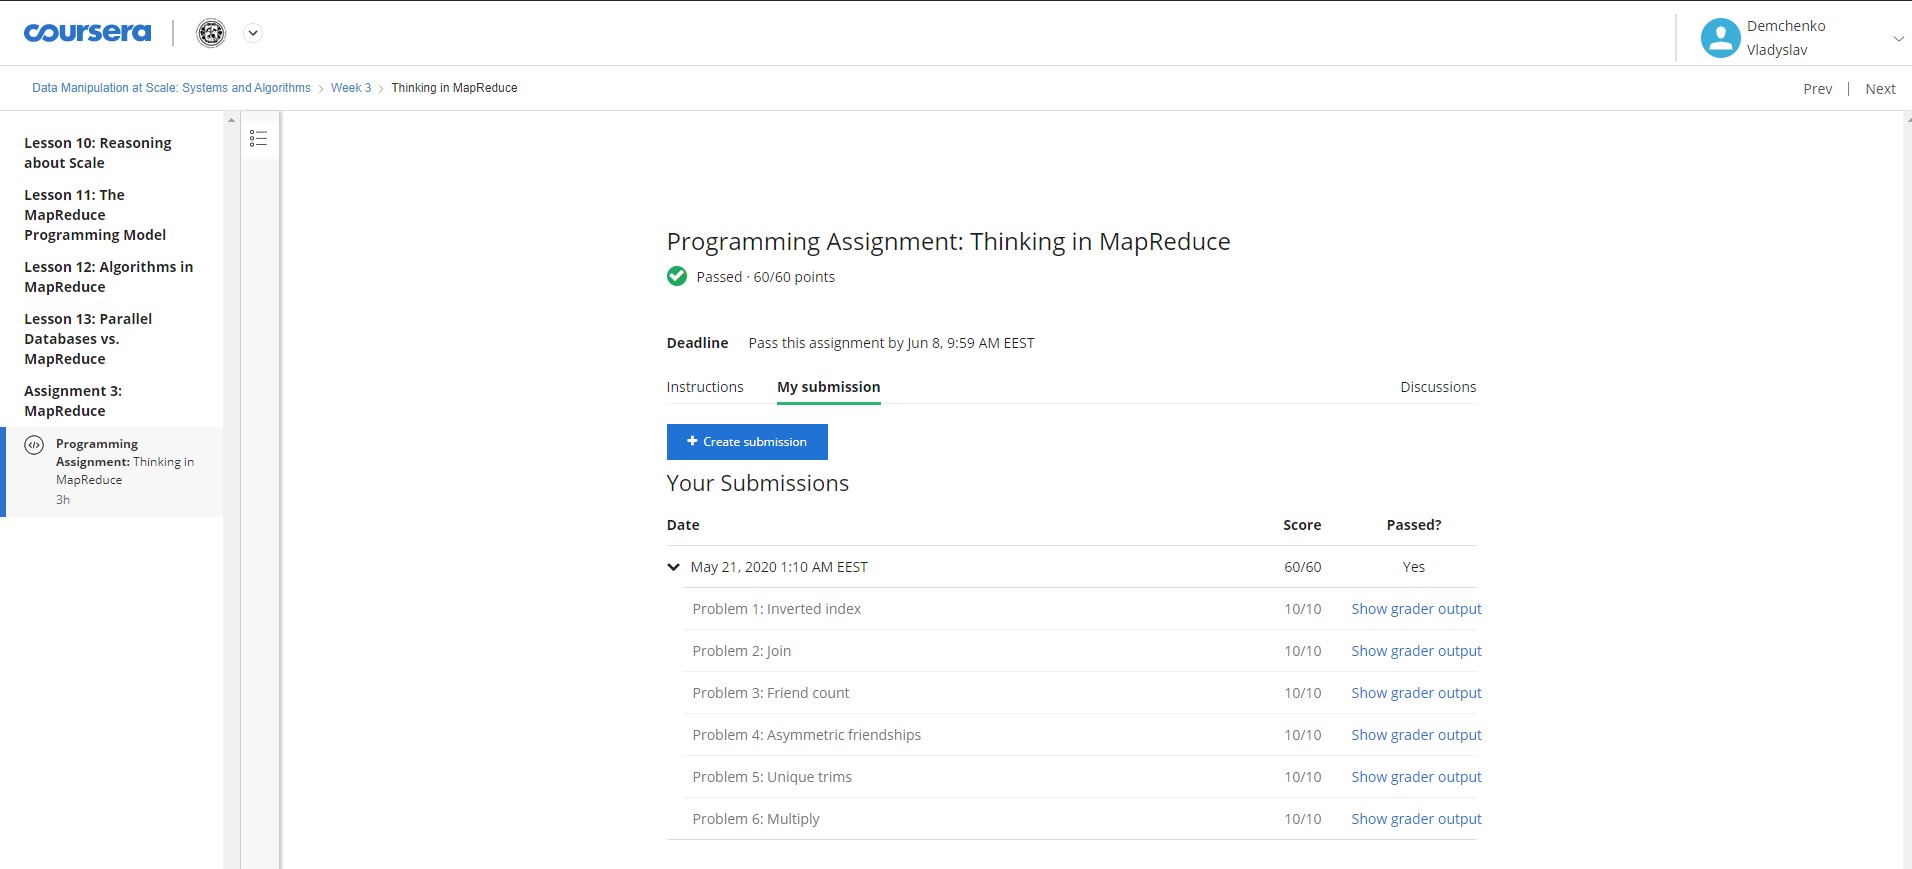 coursera
Demchenko
Vladyslav
Data Manipulation at Scale: Systems and Algorithms > Week 3 > Thinking in MapReduce
Prev | Next
Lesson 10: Reasoning
about Scale
Lesson 11: The
MapReduce
Programming Model
Lesson 12: Algorithms in
MapReduce
Lesson 13: Parallel
Databases vs.
MapReduce
Assignment 3:
MapReduce
Programming
Assignment: Thinking in
MapReduce
3h
Programming Assignment: Thinking in MapReduce
Passed · 60/60 points
Deadline Pass this assignment by Jun 8, 9:59 AM EEST
Instructions My submission Discussions
+ Create submission
Your Submissions
Date Score Passed?
May 21, 2020 1:10 AM EEST 60/60 Yes
Problem 1: Inverted index 10/10 Show grader output
Problem 2: Join 10/10 Show grader output
Problem 3: Friend count 10/10 Show grader output
Problem 4: Asymmetric friendships 10/10 Show grader output
Problem 5: Unique trims 10/10 Show grader output
Problem 6: Multiply 10/10 Show grader output